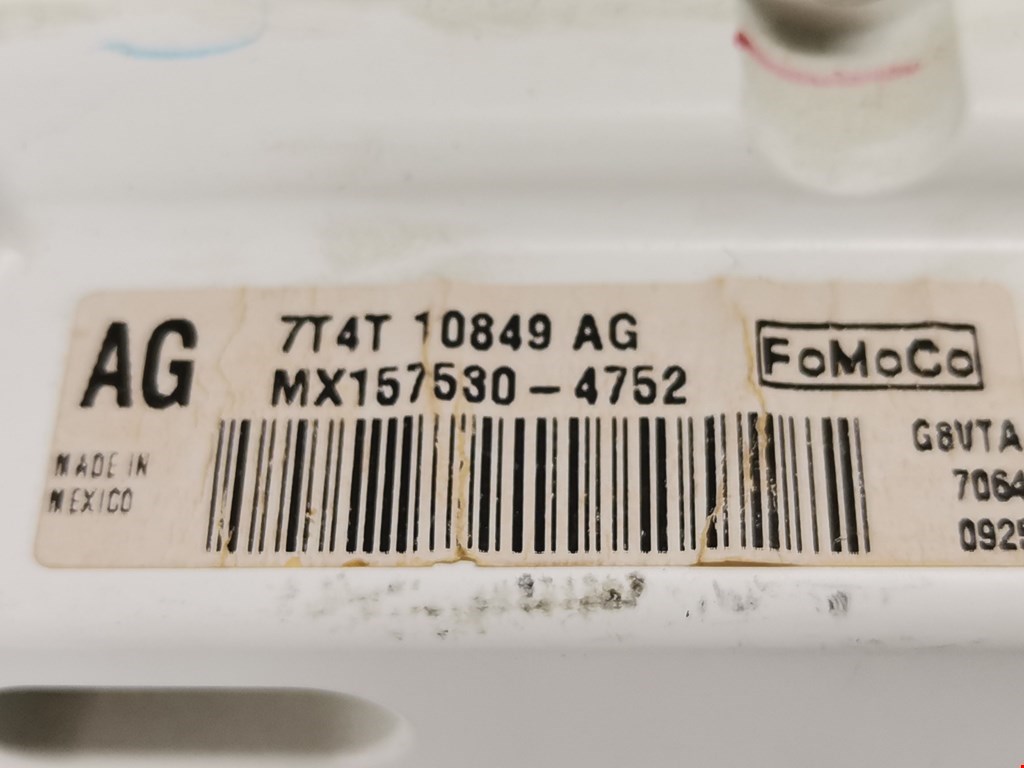 AG
7T4T 10849 AG
MX157530-4752
FoMoCo
MADE IN
MEXICO
G8VTA
7064
0925